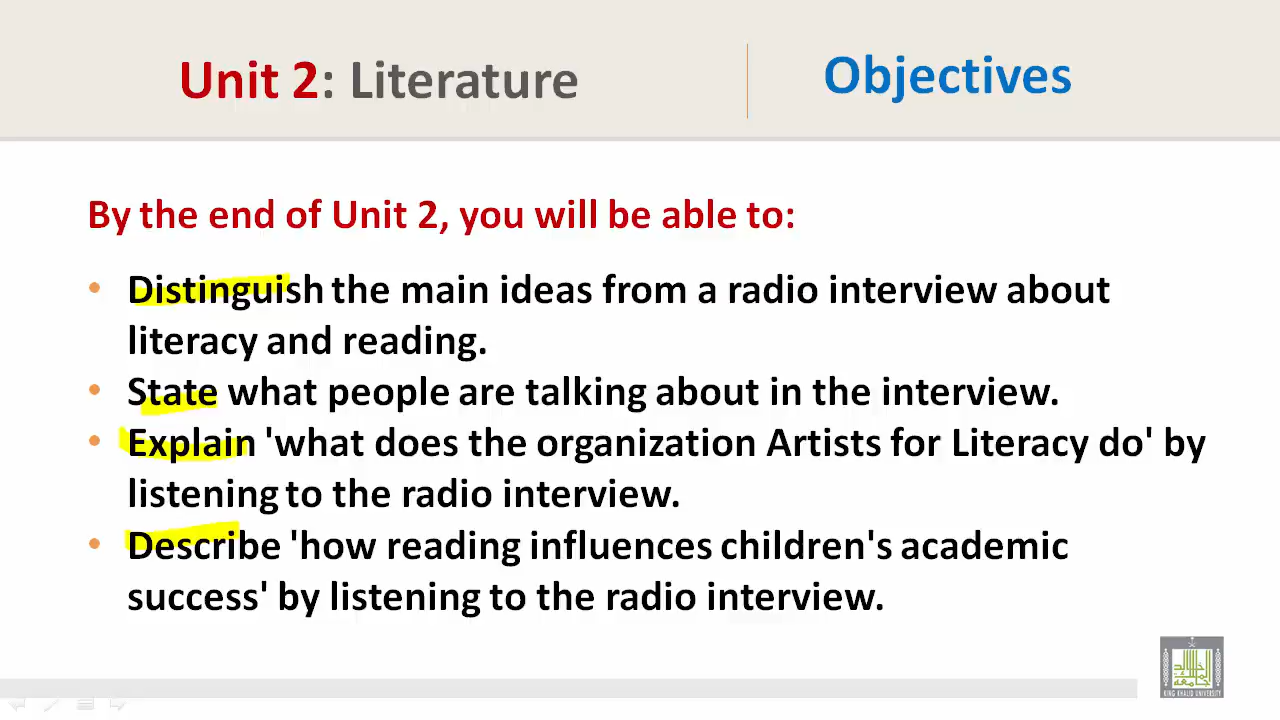 Unit 2: Literature
Objectives
By the end of Unit 2, you will be able to:
• Distinguish the main ideas from a radio interview about
literacy and reading.
• State what people are talking about in the interview.
• Explain 'what does the organization Artists for Literacy do' by
listening to the radio interview.
• Describe 'how reading influences children's academic
success' by listening to the radio interview.
KING KHALID UNIVERSITY